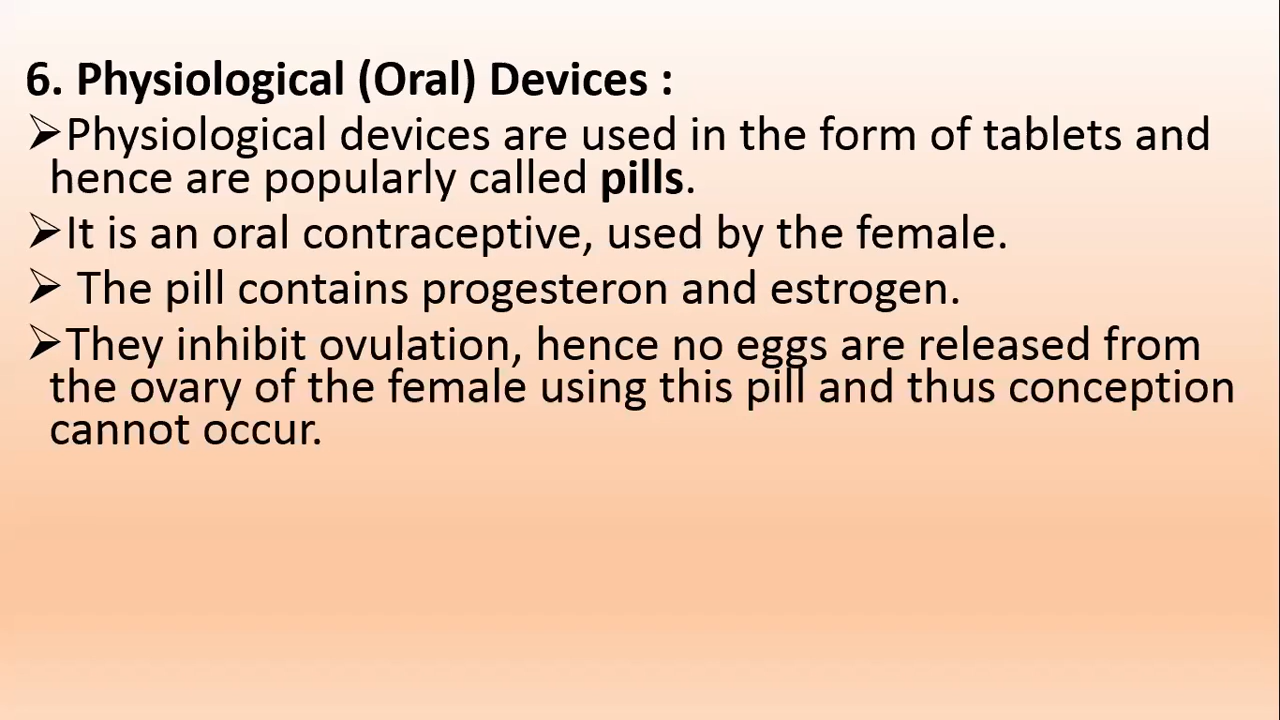 6. Physiological (Oral) Devices :
➢Physiological devices are used in the form of tablets and
hence are popularly called pills.
➢It is an oral contraceptive, used by the female.
➢ The pill contains progesteron and estrogen.
➢They inhibit ovulation, hence no eggs are released from
the ovary of the female using this pill and thus conception
cannot occur.